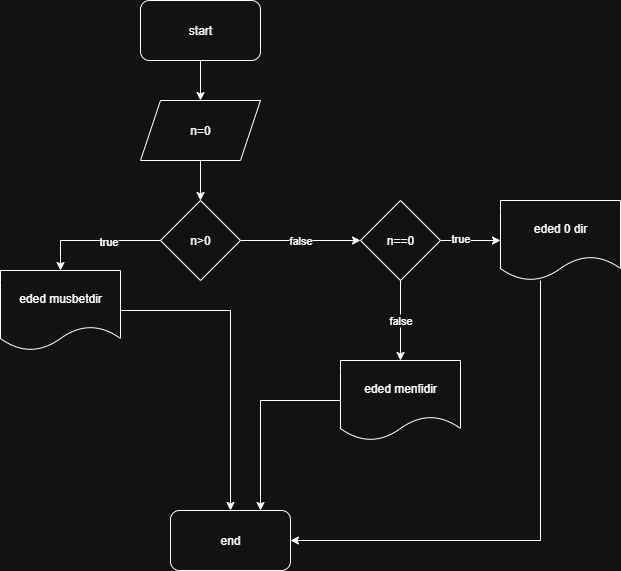 start
n=0
n>0
false
n==0
true
eded 0 dir
true
eded musbetdir
false
eded menfidir
end